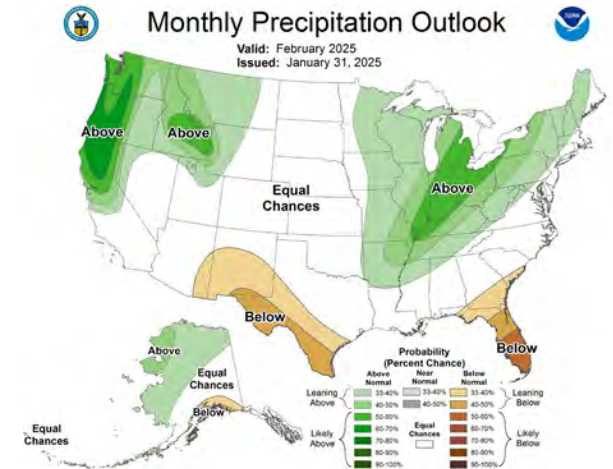 Monthly Precipitation Outlook
NOAA
Valid: February 2025
Issued: January 31, 2025
Above
Above
Above
Equal
Chances
Below
Below
Above
Equal
Chances
Below
Equal
Chances
Probability
(Percent Chance)
Above Normal
Near Normal
Below Normal
Leaning Above
33-40%
40-50%
33-40%
40-50%
33-40%
40-50%
Leaning Below
Likely Above
50-60%
60-70%
70-80%
80-90%
90-100%
Equal Chances
50-60%
60-70%
70-80%
80-90%
90-100%
Likely Below